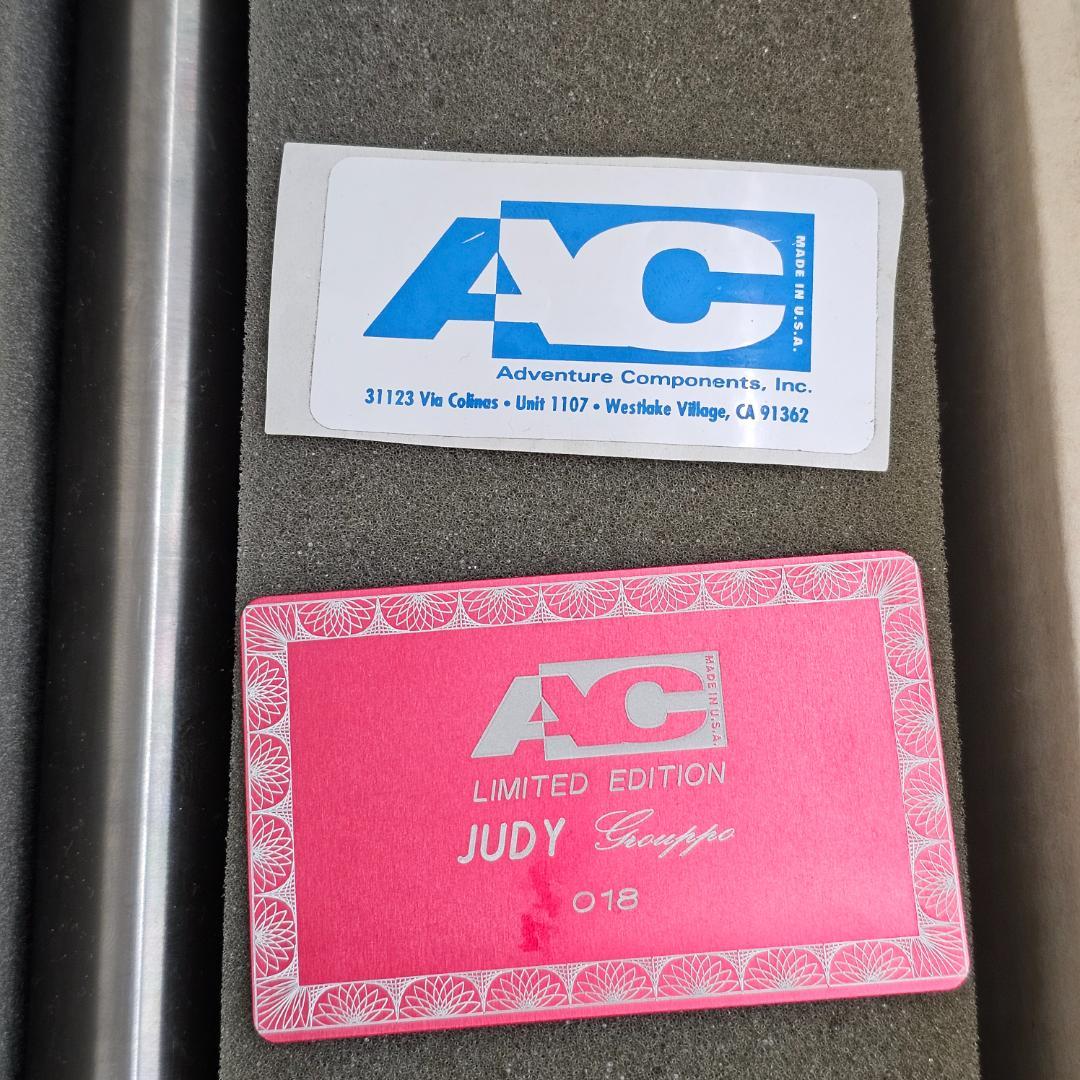 AC
MADE IN U.S.A.
Adventure Components, Inc.
31123 Via Colinas • Unit 1107 • Westlake Village, CA 91362
AC
MADE IN U.S.A.
LIMITED EDITION
JUDY Grouppo
018